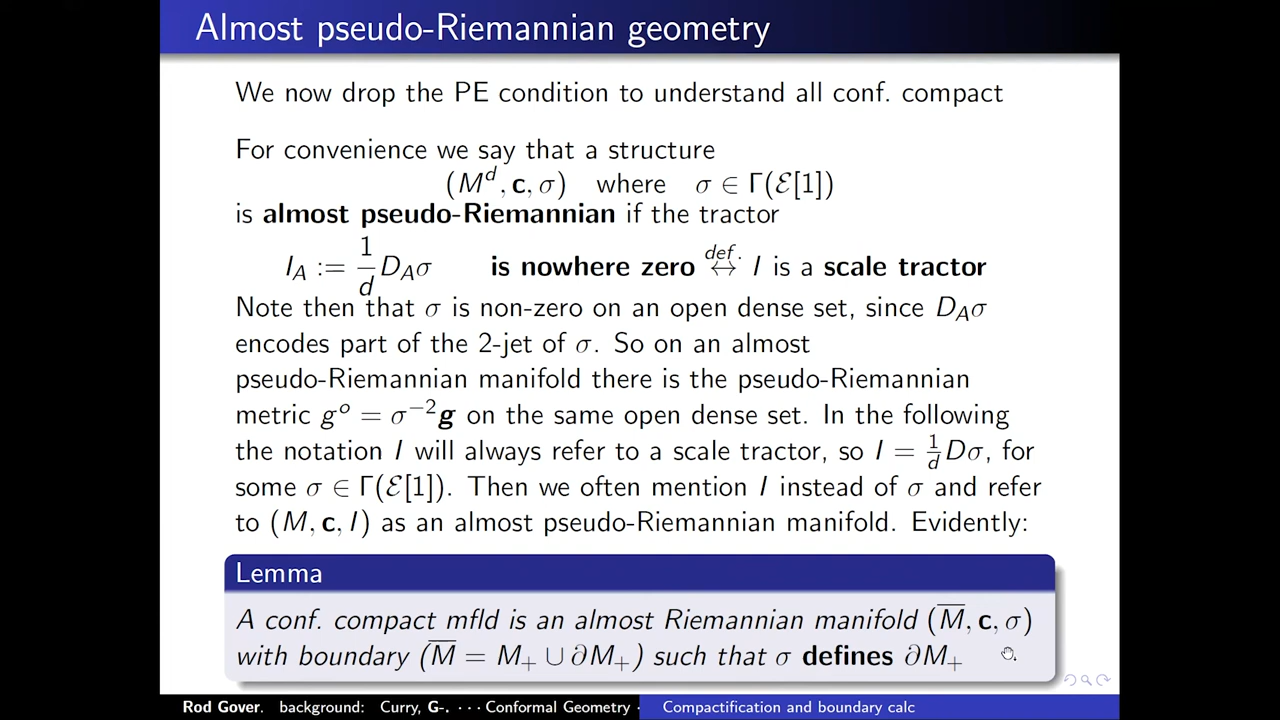 Almost pseudo-Riemannian geometry
We now drop the PE condition to understand all conf. compact
For convenience we say that a structure
(Mᵈ, c, σ) where σ ∈ Γ(ℰ[1])
is almost pseudo-Riemannian if the tractor
I_A := 1/d D_Aσ is nowhere zero ↔^{def.} I is a scale tractor
Note then that σ is non-zero on an open dense set, since D_Aσ
encodes part of the 2-jet of σ. So on an almost
pseudo-Riemannian manifold there is the pseudo-Riemannian
metric gᵒ = σ⁻²g on the same open dense set. In the following
the notation I will always refer to a scale tractor, so I = 1/d Dσ, for
some σ ∈ Γ(ℰ[1]). Then we often mention I instead of σ and refer
to (M, c, I) as an almost pseudo-Riemannian manifold. Evidently:
Lemma
A conf. compact mfld is an almost Riemannian manifold (M̅, c, σ)
with boundary (M̅ = M₊ ∪ ∂M₊) such that σ defines ∂M₊
Rod Gover. background: Curry, G-. ··· Conformal Geometry · Compactification and boundary calc